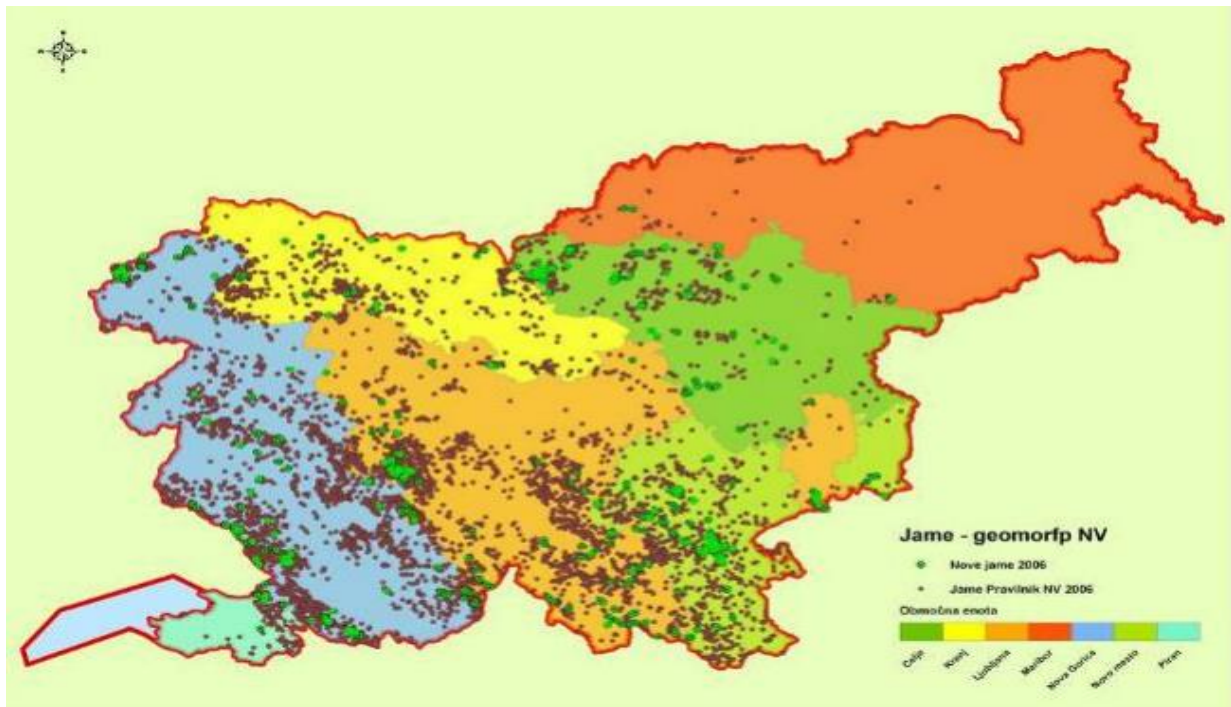 Jame - geomorfp NV
Nove jame 2006
Jame Pravilnik NV 2006
Območna enota
Celje
Kranj
Ljubljana
Maribor
Nova Gorica
Novo mesto
Piran